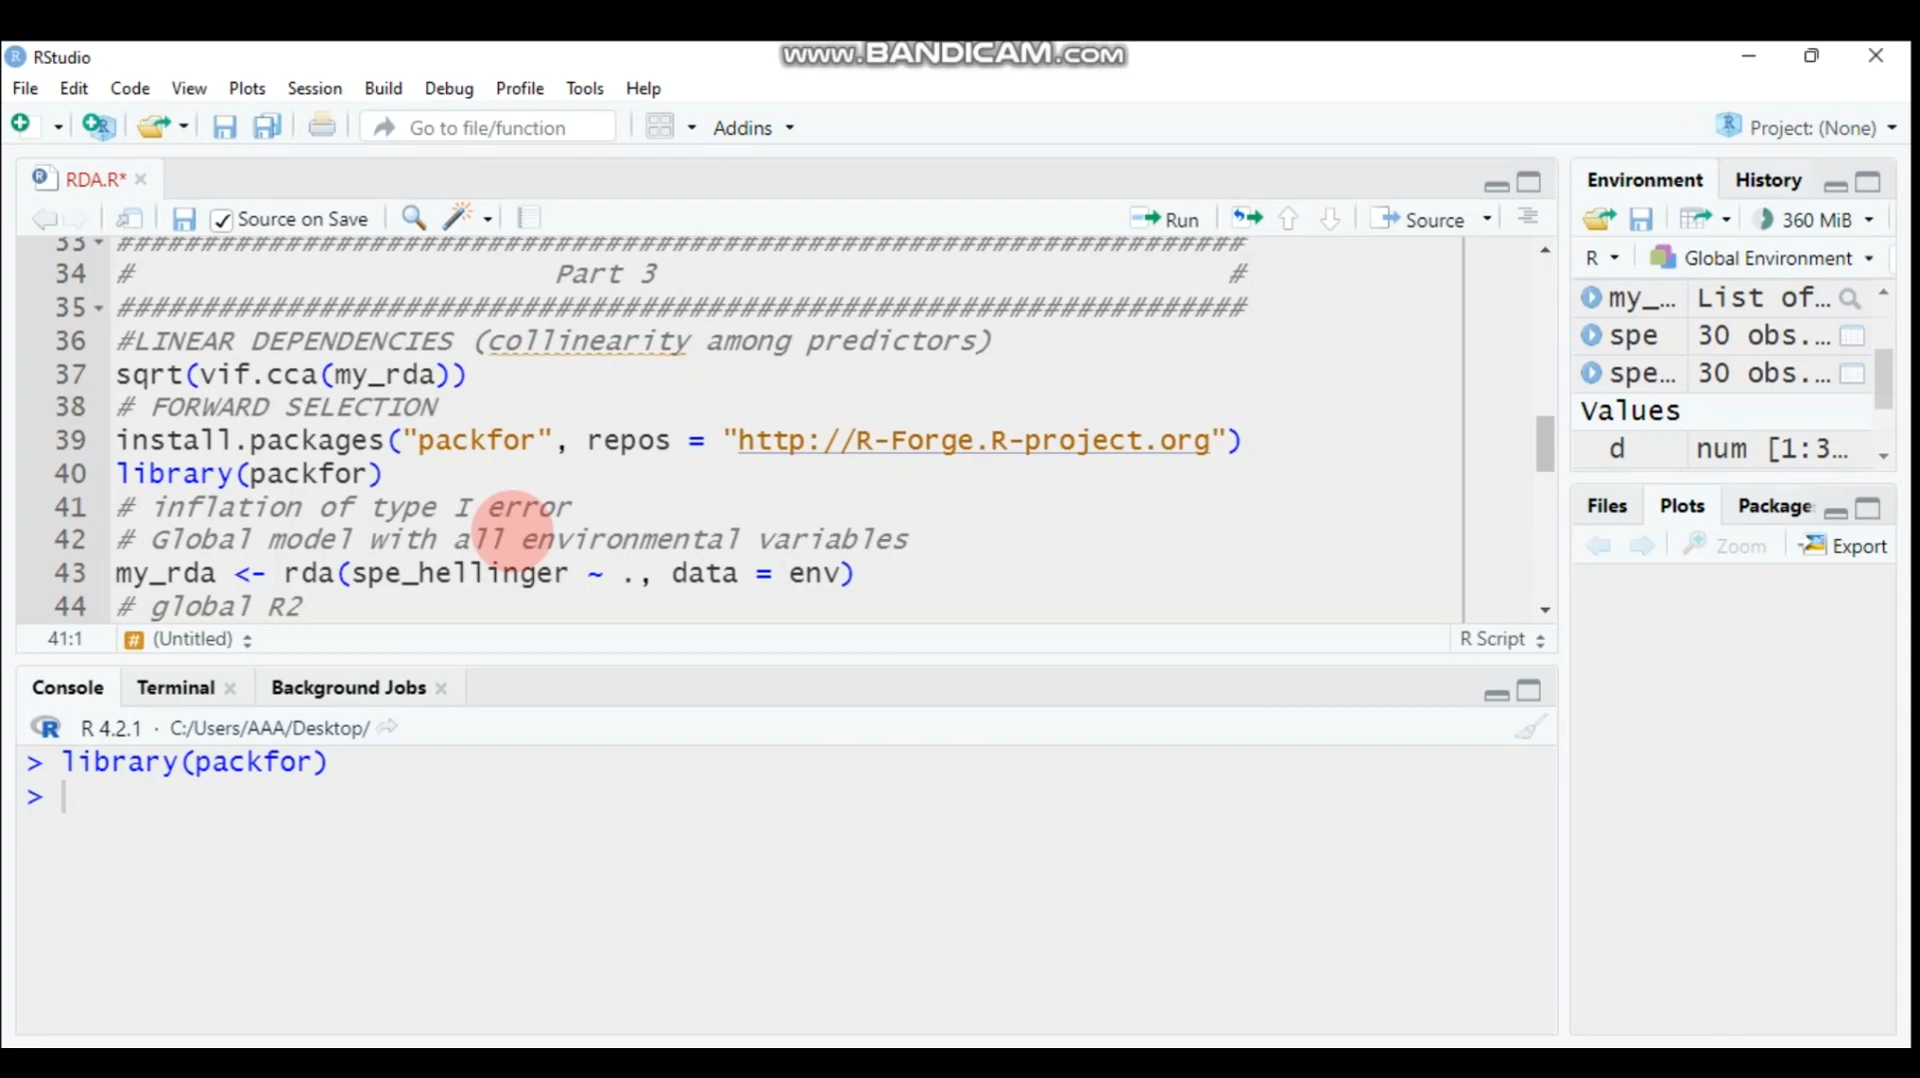 www.BANDICAM.com
RStudio
File Edit Code View Plots Session Build Debug Profile Tools Help
Go to file/function Addins Project: (None)
RDA.R*
Source on Save Run Source
33 ###################################################################
34 # Part 3 #
35 ###################################################################
36 #LINEAR DEPENDENCIES (collinearity among predictors)
37 sqrt(vif.cca(my_rda))
38 # FORWARD SELECTION
39 install.packages("packfor", repos = "http://R-Forge.R-project.org")
40 library(packfor)
41 # inflation of type I error
42 # Global model with all environmental variables
43 my_rda <- rda(spe_hellinger ~ ., data = env)
44 # global R2
41:1 # (Untitled) R Script
Console Terminal Background Jobs
R 4.2.1 · C:/Users/AAA/Desktop/
> library(packfor)
>
Environment History
360 MiB
R Global Environment
my_... List of...
spe 30 obs....
spe... 30 obs....
Values
d num [1:3...
Files Plots Package
Zoom Export